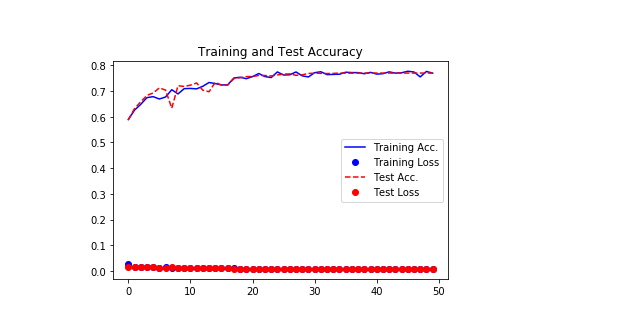 Training and Test Accuracy
0.8
0.7
0.6
0.5
0.4
0.3
0.2
0.1
0.0
Training Acc.
Training Loss
Test Acc.
Test Loss
0 10 20 30 40 50